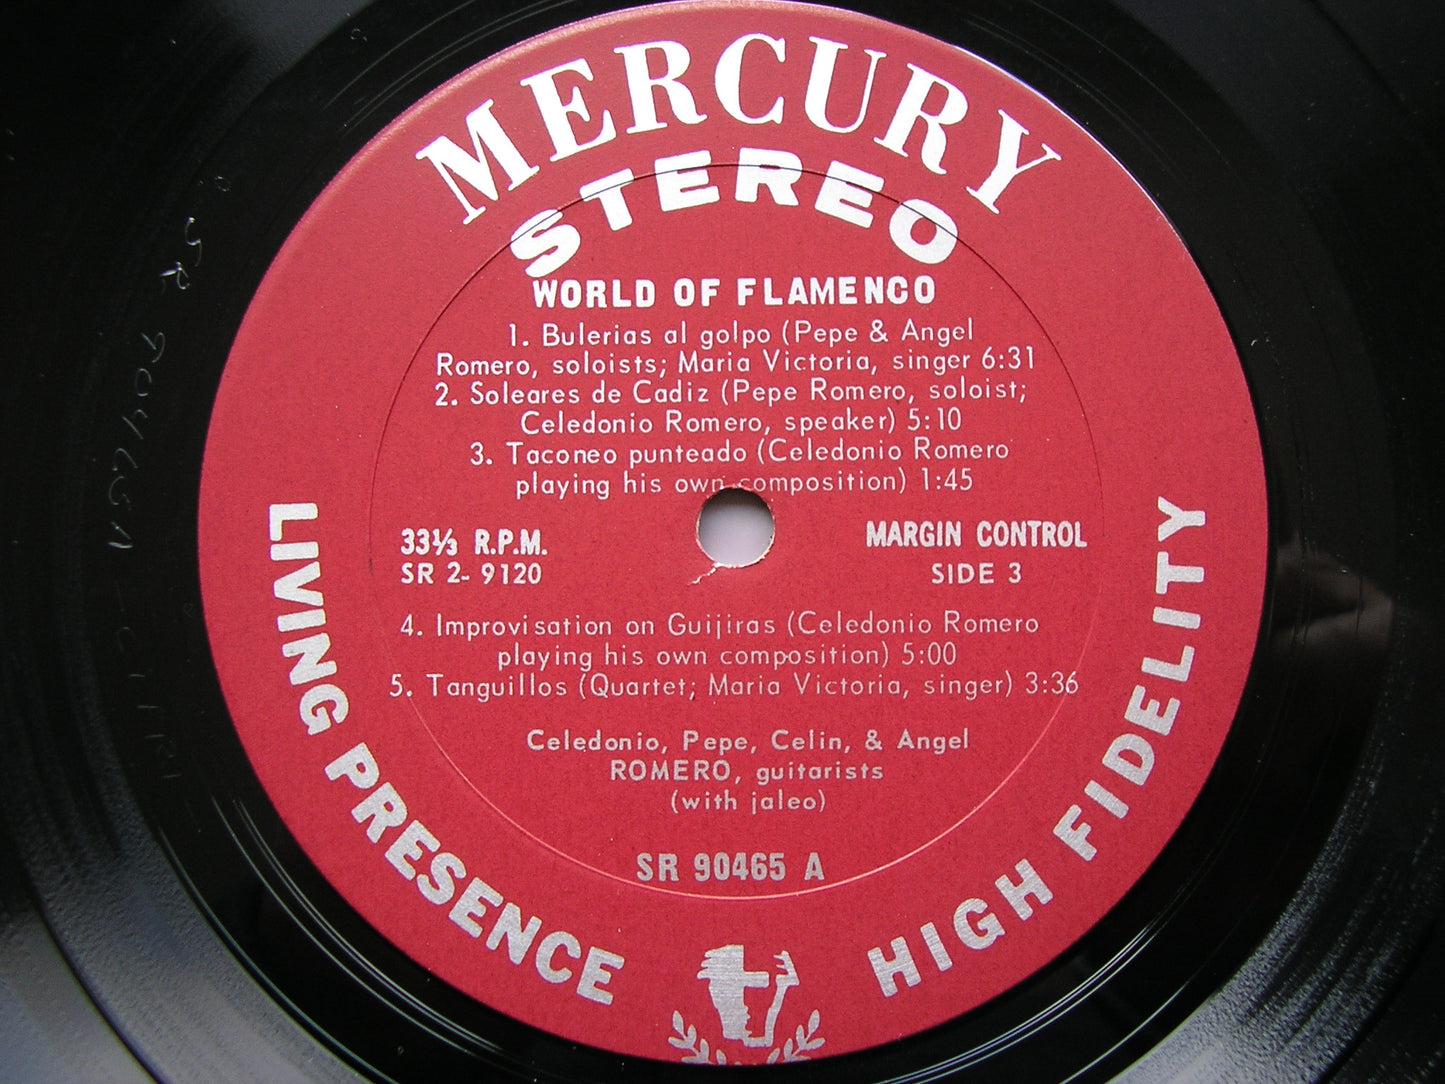 MERCURY
STEREO
WORLD OF FLAMENCO
1. Bulerias al golpo (Pepe & Angel
Romero, soloists; Maria Victoria, singer 6:31
2. Soleares de Cadiz (Pepe Romero, soloist;
Celedonio Romero, speaker) 5:10
3. Taconeo punteado (Celedonio Romero
playing his own composition) 1:45
33⅓ R.P.M.
SR 2- 9120
MARGIN CONTROL
SIDE 3
4. Improvisation on Guijiras (Celedonio Romero
playing his own composition) 5:00
5. Tanguillos (Quartet; Maria Victoria, singer) 3:36
Celedonio, Pepe, Celin, & Angel
ROMERO, guitarists
(with jaleo)
SR 90465 A
LIVING PRESENCE
HIGH FIDELITY